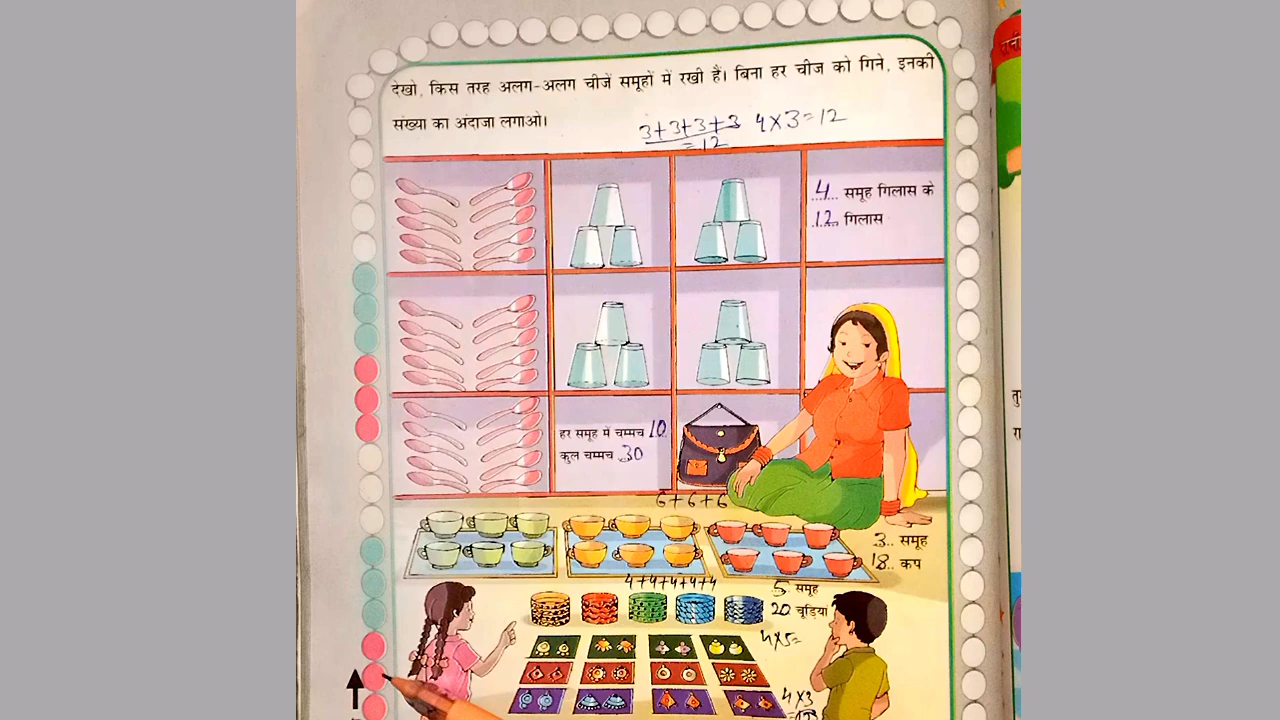 देखो, किस तरह अलग-अलग चीजें समूहों में रखी हैं। बिना हर चीज को गिने, इनकी
संख्या का अंदाजा लगाओ।
3+3+3+3 4×3=12
=12
4 समूह गिलास के
12 गिलास
हर समूह में चम्मच 10
कुल चम्मच 30
6+6+6
3 समूह
18 कप
4+4+4+4+4
5 समूह
20 चूड़िया
4×5=
4×3